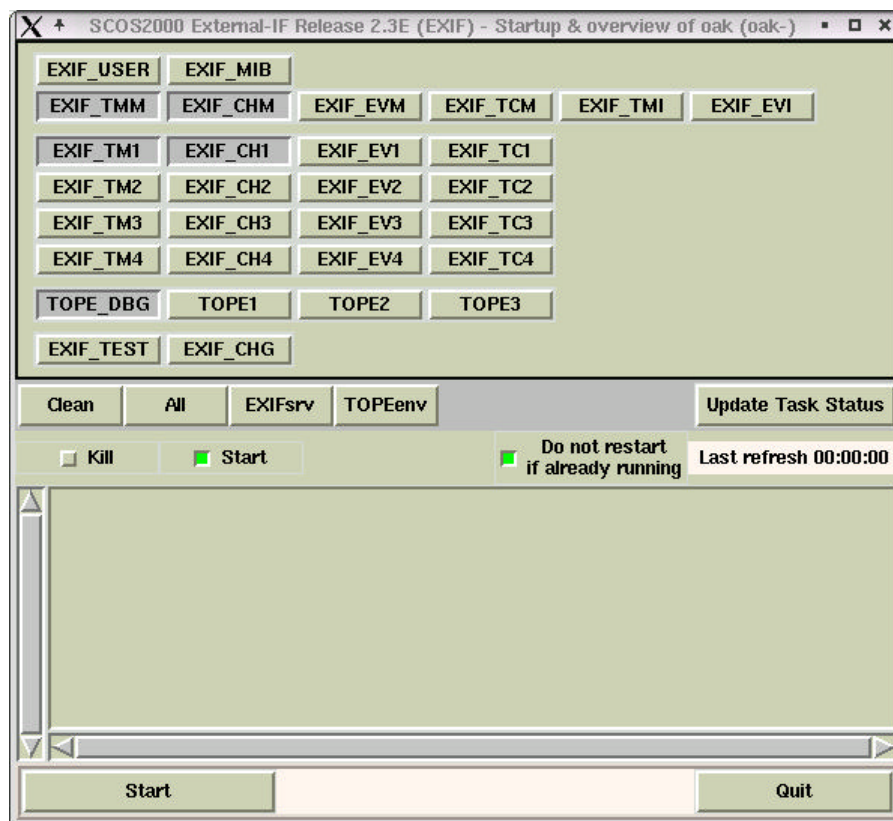 SCOS2000 External-IF Release 2.3E (EXIF) - Startup & overview of oak (oak-)
EXIF_USER EXIF_MIB
EXIF_TMM EXIF_CHM EXIF_EVM EXIF_TCM EXIF_TMI EXIF_EVI
EXIF_TM1 EXIF_CH1 EXIF_EV1 EXIF_TC1
EXIF_TM2 EXIF_CH2 EXIF_EV2 EXIF_TC2
EXIF_TM3 EXIF_CH3 EXIF_EV3 EXIF_TC3
EXIF_TM4 EXIF_CH4 EXIF_EV4 EXIF_TC4
TOPE_DBG TOPE1 TOPE2 TOPE3
EXIF_TEST EXIF_CHG
Clean All EXIFsrv TOPEenv Update Task Status
Kill Start Do not restart
if already running Last refresh 00:00:00
Start Quit